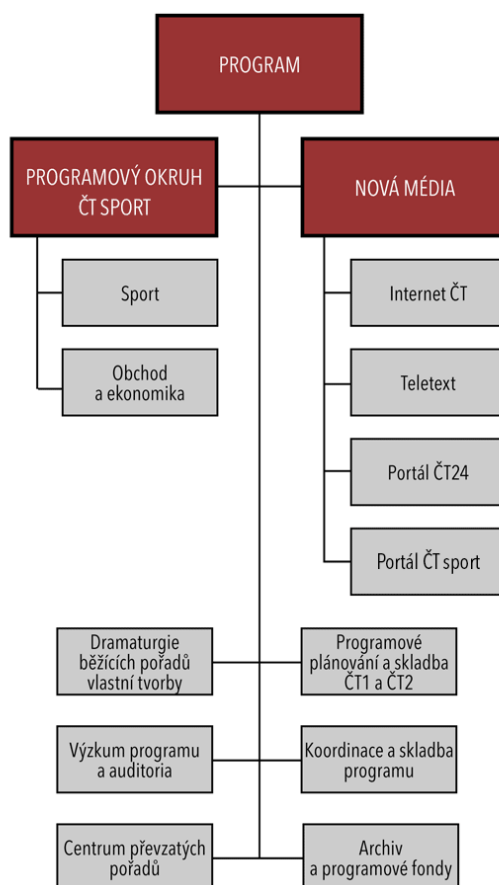 PROGRAM
PROGRAMOVÝ OKRUH
ČT SPORT
NOVÁ MÉDIA
Sport
Obchod
a ekonomika
Internet ČT
Teletext
Portál ČT24
Portál ČT sport
Dramaturgie
běžících pořadů
vlastní tvorby
Programové
plánování a skladba
ČT1 a ČT2
Výzkum programu
a auditoria
Koordinace a skladba
programu
Centrum převzatých
pořadů
Archiv
a programové fondy